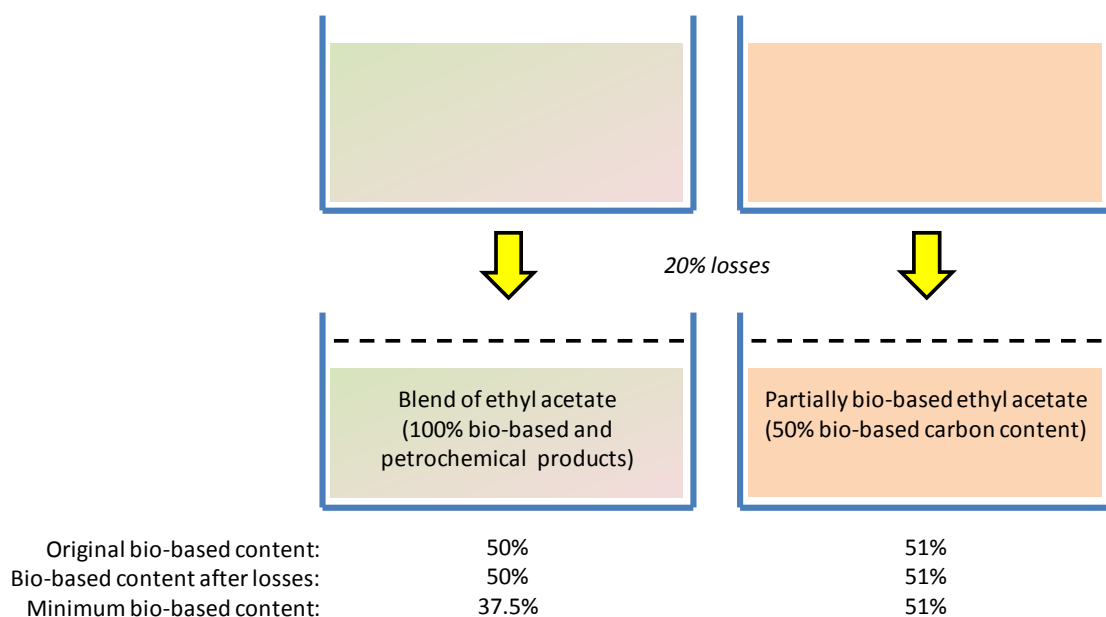 20% losses
Blend of ethyl acetate
(100% bio-based and
petrochemical products)
Partially bio-based ethyl acetate
(50% bio-based carbon content)
Original bio-based content: 50% 51%
Bio-based content after losses: 50% 51%
Minimum bio-based content: 37.5% 51%